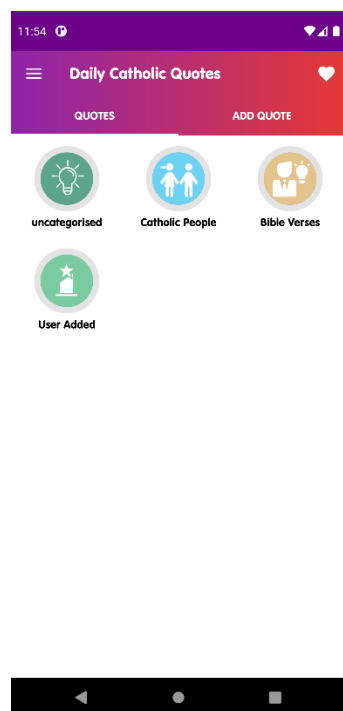 11:54
Daily Catholic Quotes
QUOTES ADD QUOTE
uncategorised Catholic People Bible Verses
User Added